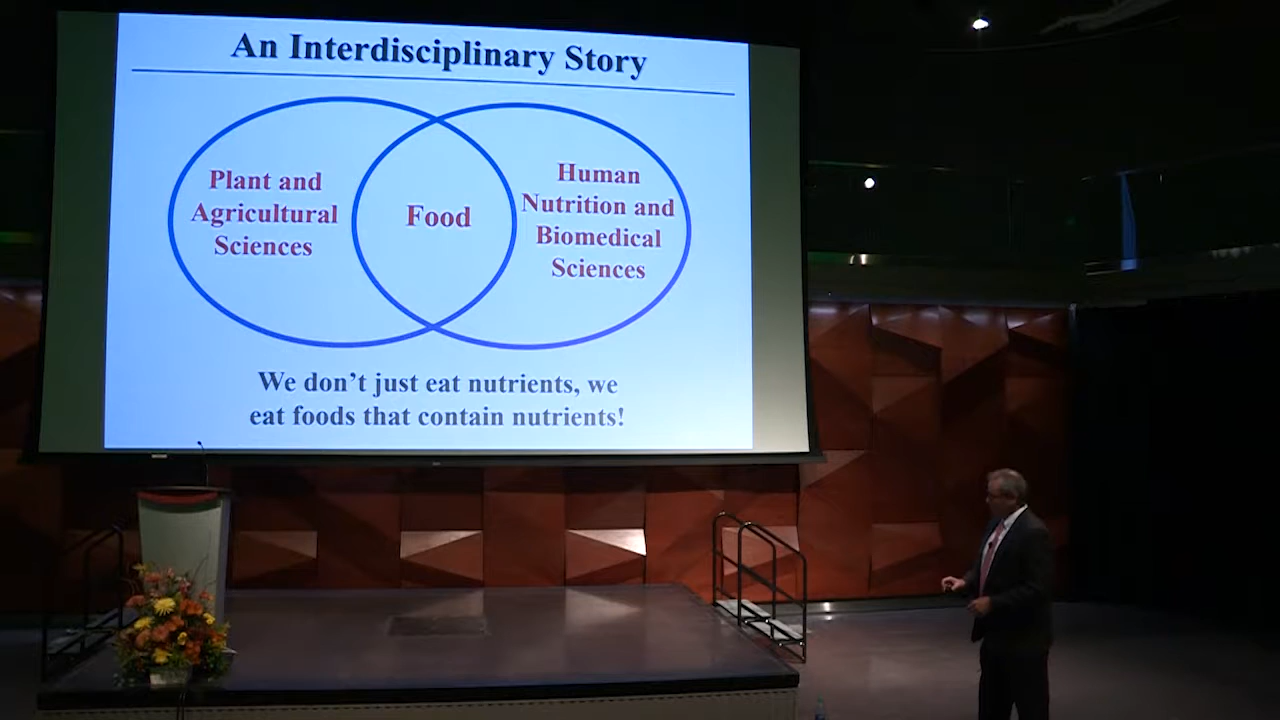 An Interdisciplinary Story
Plant and
Agricultural
Sciences
Food
Human
Nutrition and
Biomedical
Sciences
We don't just eat nutrients, we
eat foods that contain nutrients!